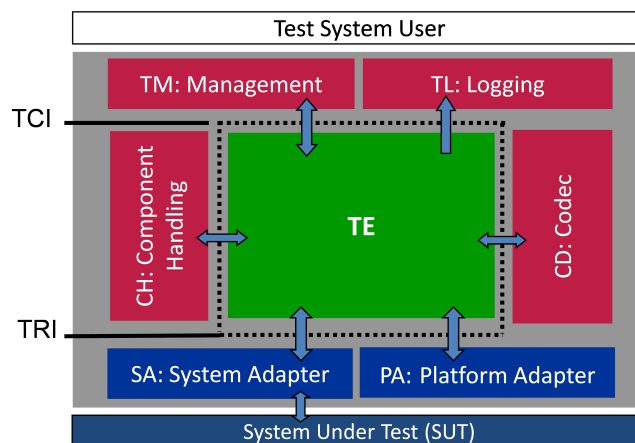 Test System User
TM: Management
TL: Logging
TCI
CH: Component
Handling
TE
CD: Codec
TRI
SA: System Adapter
PA: Platform Adapter
System Under Test (SUT)